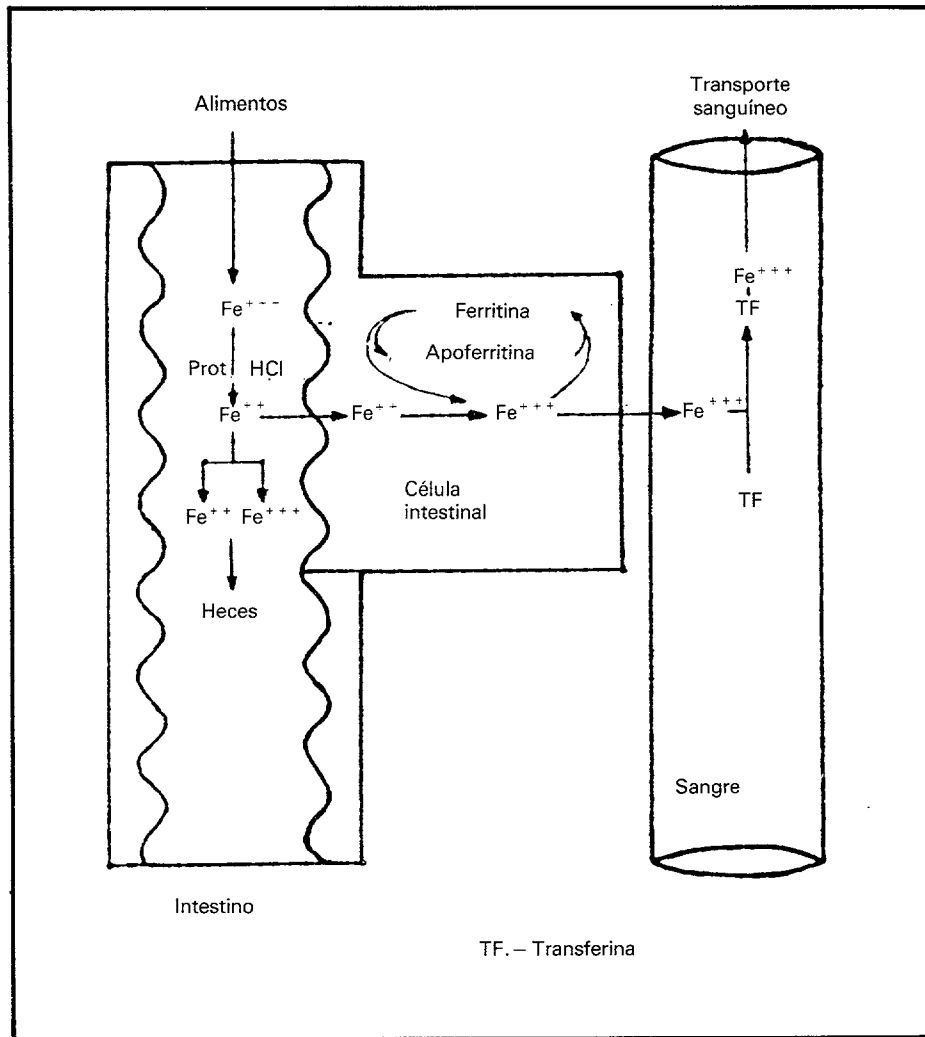 Alimentos
Transporte
sanguíneo
Fe+--
Prot HCl
Fe++
Fe++ Fe+++
Heces
Ferritina
Apoferritina
Fe++ Fe+++
Célula
intestinal
Fe+++
TF
Fe+++
TF
Sangre
Intestino
TF. – Transferina